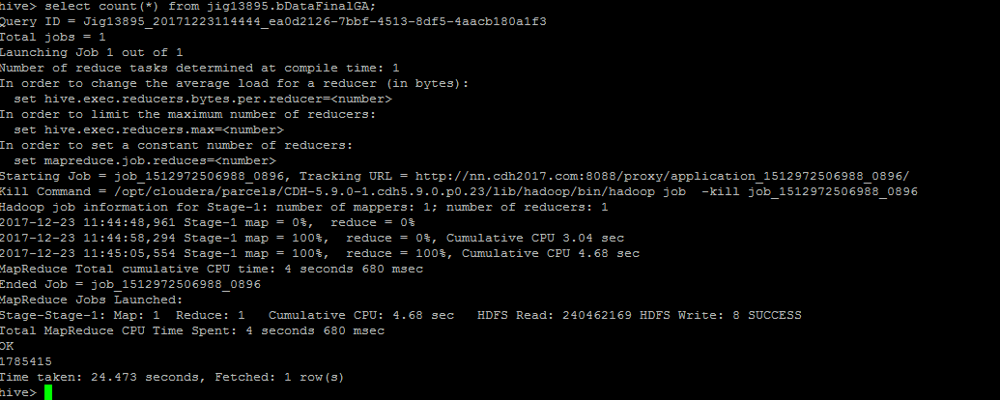 hive> select count(*) from jig13895.bDataFinalGA;
Query ID = Jig13895_20171223114444_ea0d2126-7bbf-4513-8df5-4aacb180a1f3
Total jobs = 1
Launching Job 1 out of 1
Number of reduce tasks determined at compile time: 1
In order to change the average load for a reducer (in bytes):
  set hive.exec.reducers.bytes.per.reducer=<number>
In order to limit the maximum number of reducers:
  set hive.exec.reducers.max=<number>
In order to set a constant number of reducers:
  set mapreduce.job.reduces=<number>
Starting Job = job_1512972506988_0896, Tracking URL = http://nn.cdh2017.com:8088/proxy/application_1512972506988_0896/
Kill Command = /opt/cloudera/parcels/CDH-5.9.0-1.cdh5.9.0.p0.23/lib/hadoop/bin/hadoop job  -kill job_1512972506988_0896
Hadoop job information for Stage-1: number of mappers: 1; number of reducers: 1
2017-12-23 11:44:48,961 Stage-1 map = 0%,  reduce = 0%
2017-12-23 11:44:58,294 Stage-1 map = 100%,  reduce = 0%, Cumulative CPU 3.04 sec
2017-12-23 11:45:05,554 Stage-1 map = 100%,  reduce = 100%, Cumulative CPU 4.68 sec
MapReduce Total cumulative CPU time: 4 seconds 680 msec
Ended Job = job_1512972506988_0896
MapReduce Jobs Launched:
Stage-Stage-1: Map: 1  Reduce: 1   Cumulative CPU: 4.68 sec   HDFS Read: 240462169 HDFS Write: 8 SUCCESS
Total MapReduce CPU Time Spent: 4 seconds 680 msec
OK
1785415
Time taken: 24.473 seconds, Fetched: 1 row(s)
hive>